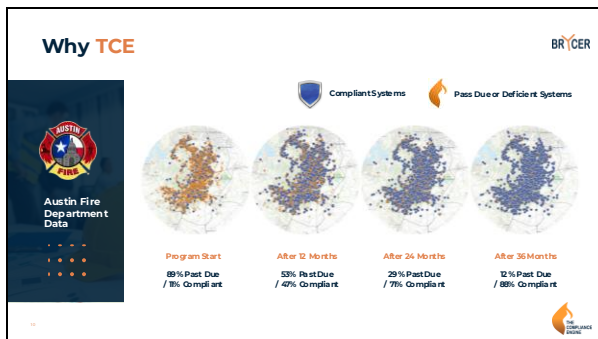 Why TCE
BRYCER
Compliant Systems
Pass Due or Deficient Systems
AUSTIN
FIRE
Austin Fire
Department
Data
Program Start
89% Past Due
/ 11% Compliant
After 12 Months
53% Past Due
/ 47% Compliant
After 24 Months
29% Past Due
/ 71% Compliant
After 36 Months
12% Past Due
/ 88% Compliant
THE
COMPLIANCE
ENGINE